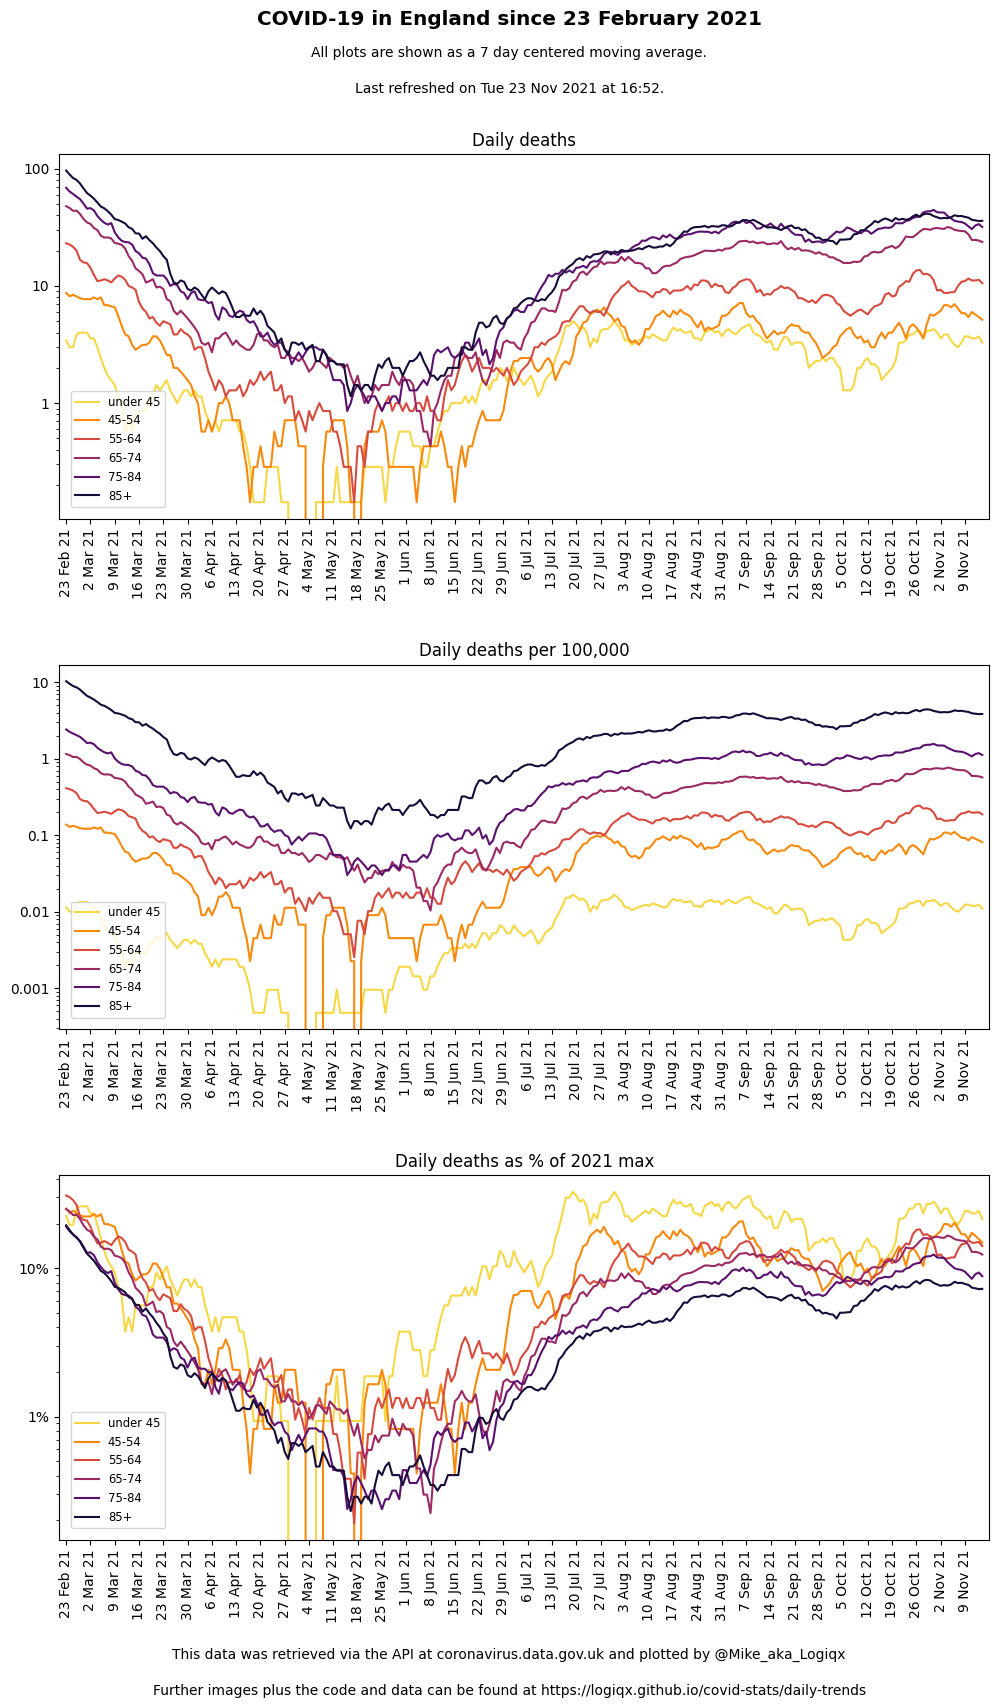 COVID-19 in England since 23 February 2021
All plots are shown as a 7 day centered moving average.
Last refreshed on Tue 23 Nov 2021 at 16:52.
Daily deaths
100
10
1
under 45
45-54
55-64
65-74
75-84
85+
23 Feb 21
2 Mar 21
9 Mar 21
16 Mar 21
23 Mar 21
30 Mar 21
6 Apr 21
13 Apr 21
20 Apr 21
27 Apr 21
4 May 21
11 May 21
18 May 21
25 May 21
1 Jun 21
8 Jun 21
15 Jun 21
22 Jun 21
29 Jun 21
6 Jul 21
13 Jul 21
20 Jul 21
27 Jul 21
3 Aug 21
10 Aug 21
17 Aug 21
24 Aug 21
31 Aug 21
7 Sep 21
14 Sep 21
21 Sep 21
28 Sep 21
5 Oct 21
12 Oct 21
19 Oct 21
26 Oct 21
2 Nov 21
9 Nov 21
Daily deaths per 100,000
10
1
0.1
0.01
0.001
under 45
45-54
55-64
65-74
75-84
85+
23 Feb 21
2 Mar 21
9 Mar 21
16 Mar 21
23 Mar 21
30 Mar 21
6 Apr 21
13 Apr 21
20 Apr 21
27 Apr 21
4 May 21
11 May 21
18 May 21
25 May 21
1 Jun 21
8 Jun 21
15 Jun 21
22 Jun 21
29 Jun 21
6 Jul 21
13 Jul 21
20 Jul 21
27 Jul 21
3 Aug 21
10 Aug 21
17 Aug 21
24 Aug 21
31 Aug 21
7 Sep 21
14 Sep 21
21 Sep 21
28 Sep 21
5 Oct 21
12 Oct 21
19 Oct 21
26 Oct 21
2 Nov 21
9 Nov 21
Daily deaths as % of 2021 max
10%
1%
under 45
45-54
55-64
65-74
75-84
85+
23 Feb 21
2 Mar 21
9 Mar 21
16 Mar 21
23 Mar 21
30 Mar 21
6 Apr 21
13 Apr 21
20 Apr 21
27 Apr 21
4 May 21
11 May 21
18 May 21
25 May 21
1 Jun 21
8 Jun 21
15 Jun 21
22 Jun 21
29 Jun 21
6 Jul 21
13 Jul 21
20 Jul 21
27 Jul 21
3 Aug 21
10 Aug 21
17 Aug 21
24 Aug 21
31 Aug 21
7 Sep 21
14 Sep 21
21 Sep 21
28 Sep 21
5 Oct 21
12 Oct 21
19 Oct 21
26 Oct 21
2 Nov 21
9 Nov 21
This data was retrieved via the API at coronavirus.data.gov.uk and plotted by @Mike_aka_Logiqx
Further images plus the code and data can be found at https://logiqx.github.io/covid-stats/daily-trends